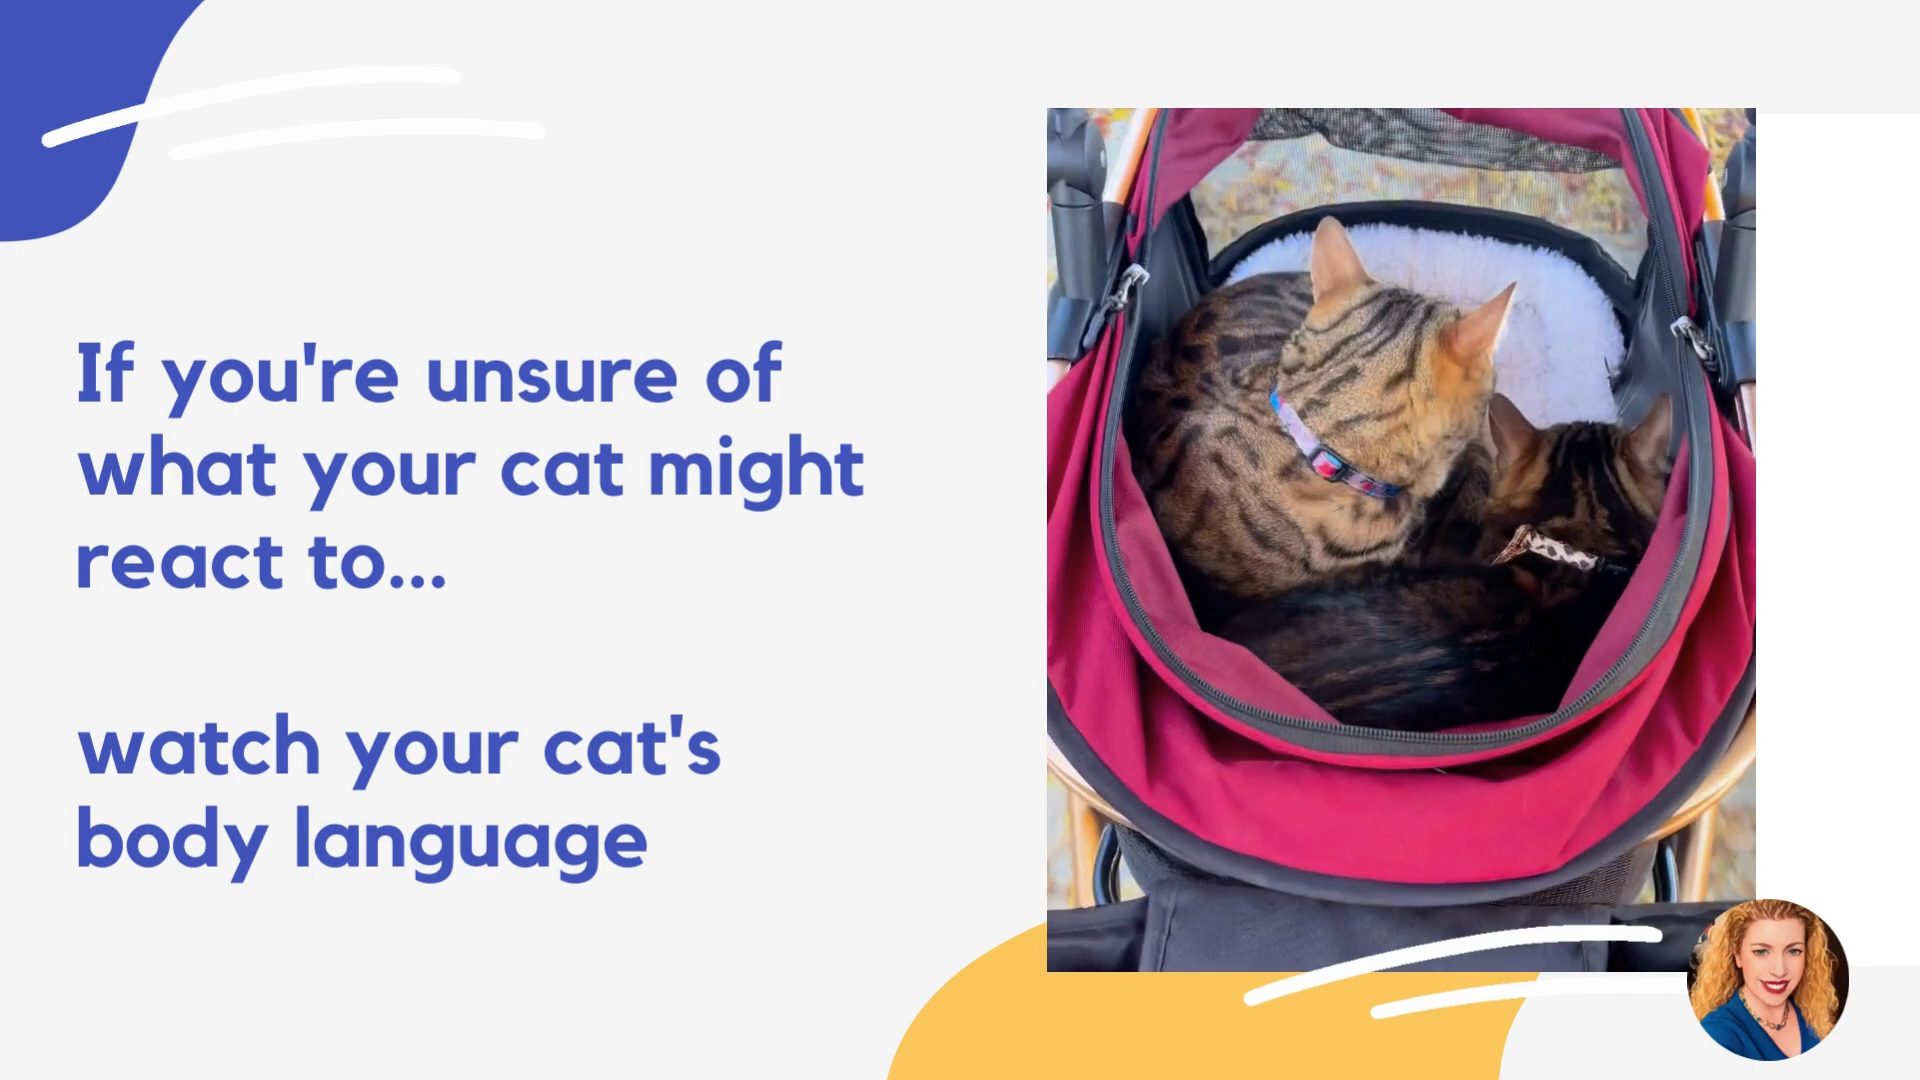 If you're unsure of
what your cat might
react to...
watch your cat's
body language